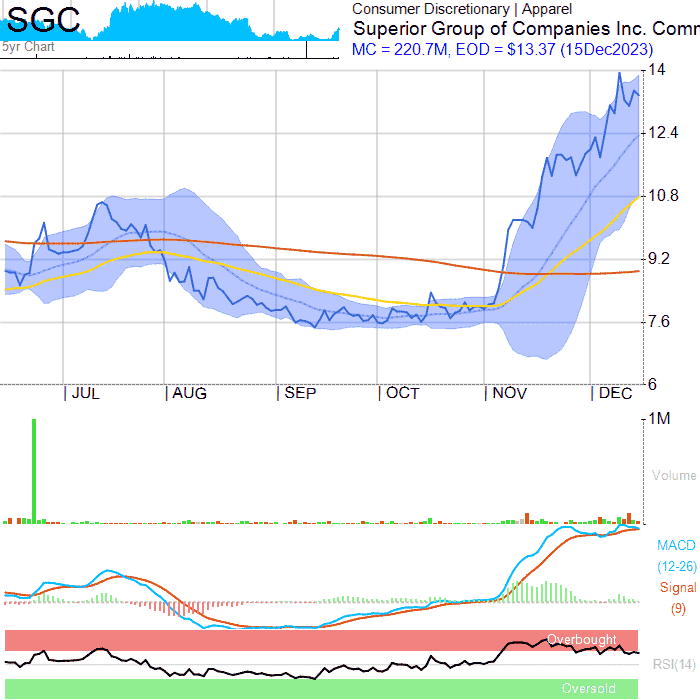 SGC
5yr Chart
Consumer Discretionary | Apparel
Superior Group of Companies Inc. Comm
MC = 220.7M, EOD = $13.37 (15Dec2023)
14
12.4
10.8
9.2
7.6
6
| JUL | AUG | SEP | OCT | NOV | DEC
1M
Volume
MACD
(12-26)
Signal
(9)
Overbought
RSI(14)
Oversold